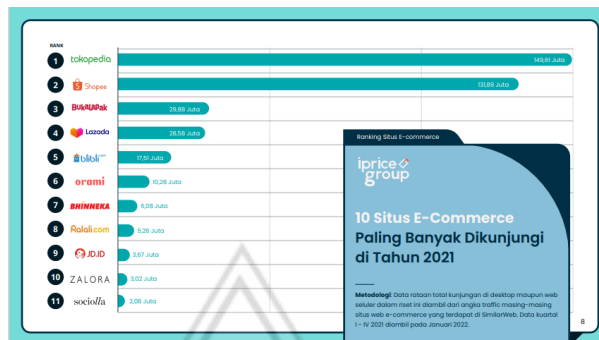 RANK
1 tokopedia 149,61 Juta
2 Shopee 131,89 Juta
3 BukaLapak 29,88 Juta
4 Lazada 28,58 Juta
5 blibli 17,51 Juta
6 orami 10,28 Juta
7 BHINNEKA 6,06 Juta
8 Ralali.com 5,26 Juta
9 JD.ID 3,67 Juta
10 ZALORA 3,02 Juta
11 sociolla 2,08 Juta
Ranking Situs E-commerce
iprice
group
10 Situs E-Commerce
Paling Banyak Dikunjungi
di Tahun 2021
Metodologi: Data rataan total kunjungan di desktop maupun web
seluler dalam riset ini diambil dari angka traffic masing-masing
situs web e-commerce yang terdapat di SimilarWeb. Data kuartal
I - IV 2021 diambil pada Januari 2022.
8